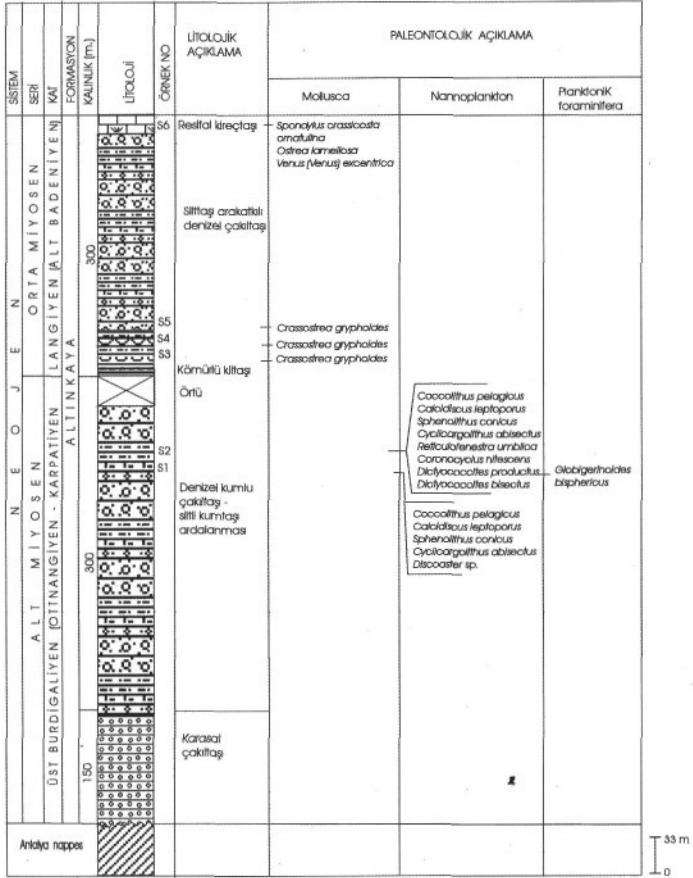 SİSTEM
SERİ
KAT
FORMASYON
KALINLIK (m.)
LİTOLOJİ
ÖRNEK NO
LİTOLOJİK
AÇIKLAMA
PALEONTOLOJİK AÇIKLAMA
Mollusca
Nannoplankton
Planktonik
foraminifera
NEOJEN
ORTA MİYOSEN
ALT MİYOSEN
LANGİYEN (ALT BADENİYEN)
ÜST BURDİGALİYEN (OTTNANGİYEN - KARPATİYEN
ALTINKAYA
300
300
150
S6
S5
S4
S3
S2
S1
Resifal kireçtaşı
Silttaşı arakatkılı
denizel çakıltaşı
Kömürlü kiltaşı
Örtü
Denizel kumlu
çakıltaşı -
siltli kumtaşı
ardalanması
Karasal
çakıltaşı
Spondylus crassicosta
ornatulina
Ostrea lamellosa
Venus (Venus) excentrica
Crassostrea gryphoides
Crassostrea gryphoides
Crassostrea gryphoides
Coccolithus pelagicus
Calcidiscus leptoporus
Sphenolithus conicus
Cyclicargolithus abisectus
Reticulofenestra umbilica
Coronocyclus nitescens
Dictyococcites productus
Dictyococcites bisectus
Globigerinoides
bisphericus
Coccolithus pelagicus
Calcidiscus leptoporus
Sphenolithus conicus
Cyclicargolithus abisectus
Discoaster sp.
Antalya nappes
33 m
0